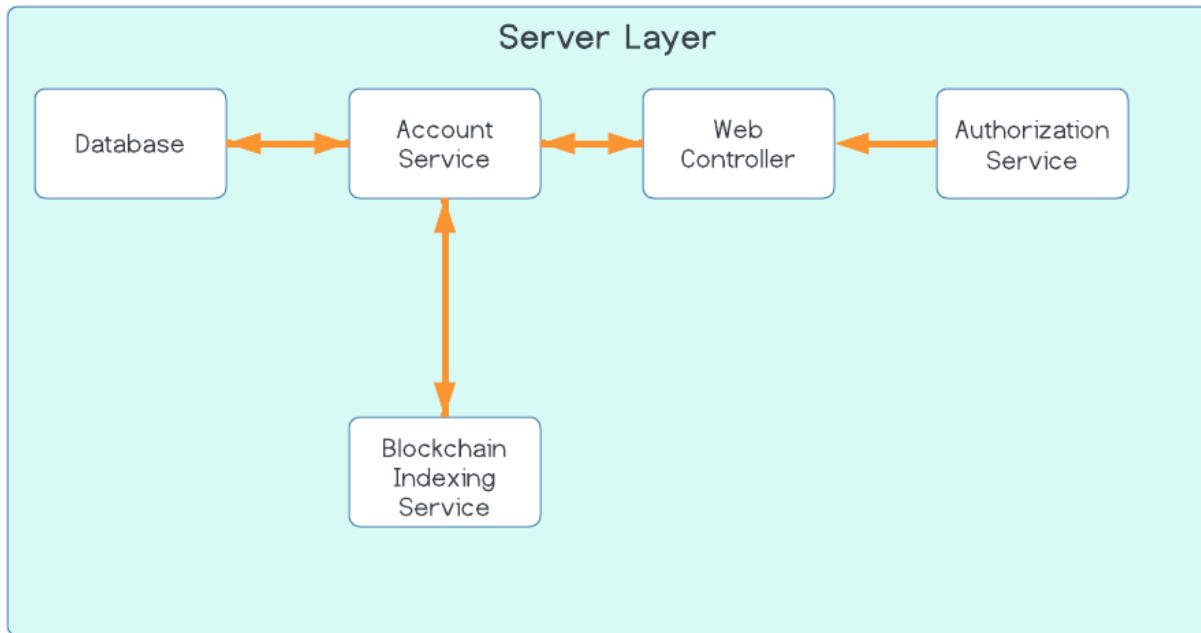 Server Layer
Database
Account
Service
Web
Controller
Authorization
Service
Blockchain
Indexing
Service